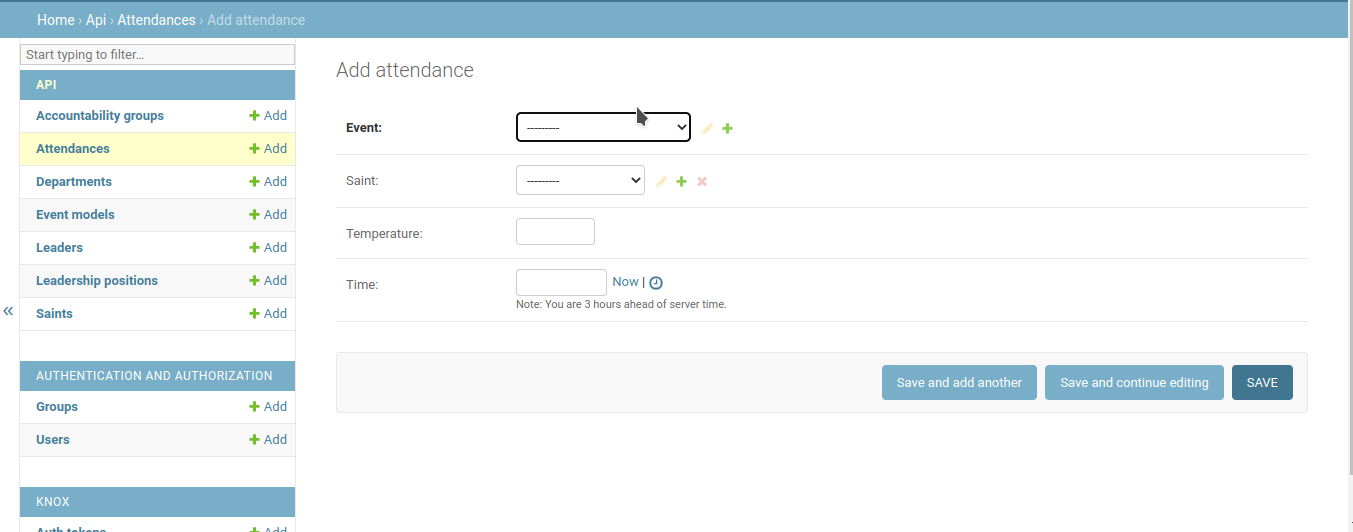 Home › Api › Attendances › Add attendance
Start typing to filter...
API
Accountability groups + Add
Attendances + Add
Departments + Add
Event models + Add
Leaders + Add
Leadership positions + Add
Saints + Add
«
AUTHENTICATION AND AUTHORIZATION
Groups + Add
Users + Add
KNOX
Auth tokens + Add
Add attendance
Event: ---------
Saint: ---------
Temperature:
Time: Now |
Note: You are 3 hours ahead of server time.
Save and add another Save and continue editing SAVE